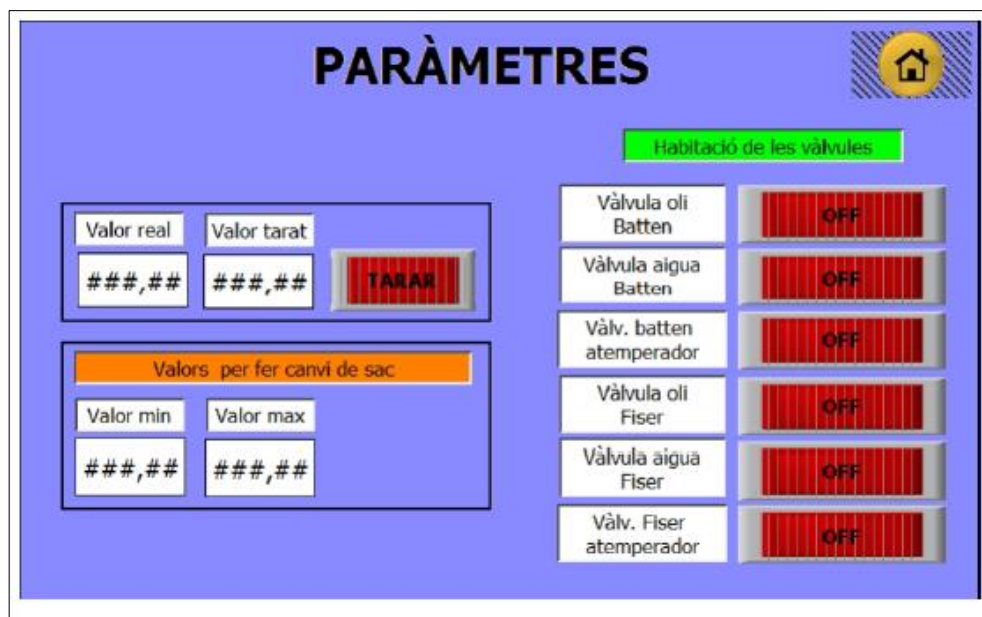 PARÀMETRES
Habitació de les vàlvules
Valor real
Valor tarat
###,##
###,##
TARAR
Valors per fer canvi de sac
Valor min
Valor max
###,##
###,##
Vàlvula oli
Batten
OFF
Vàlvula aigua
Batten
OFF
Vàlv. batten
atemperador
OFF
Vàlvula oli
Fiser
OFF
Vàlvula aigua
Fiser
OFF
Vàlv. Fiser
atemperador
OFF